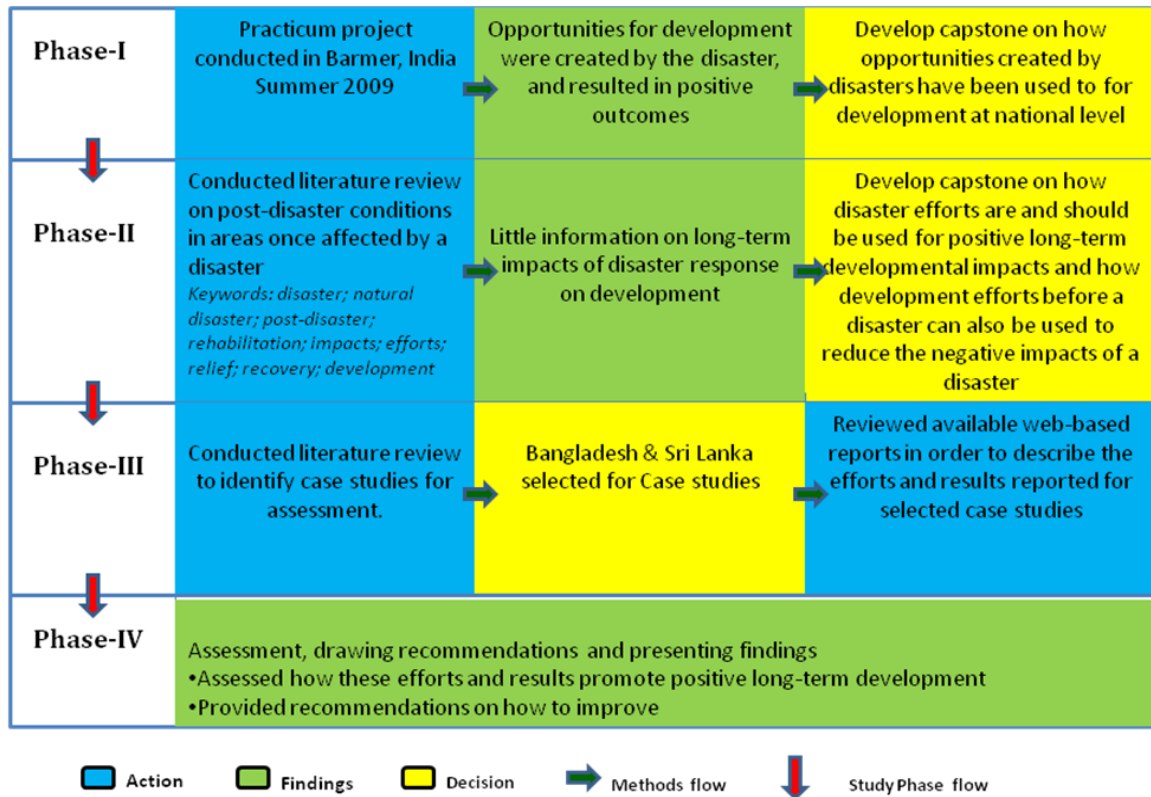 Phase-I
Practicum project
conducted in Barmer, India
Summer 2009
Opportunities for development
were created by the disaster,
and resulted in positive
outcomes
Develop capstone on how
opportunities created by
disasters have been used to for
development at national level
Phase-II
Conducted literature review
on post-disaster conditions
in areas once affected by a
disaster
Keywords: disaster; natural
disaster; post-disaster;
rehabilitation; impacts; efforts;
relief; recovery; development
Little information on long-term
impacts of disaster response
on development
Develop capstone on how
disaster efforts are and should
be used for positive long-term
developmental impacts and how
development efforts before a
disaster can also be used to
reduce the negative impacts of a
disaster
Phase-III
Conducted literature review
to identify case studies for
assessment.
Bangladesh & Sri Lanka
selected for Case studies
Reviewed available web-based
reports in order to describe the
efforts and results reported for
selected case studies
Phase-IV
Assessment, drawing recommendations and presenting findings
•Assessed how these efforts and results promote positive long-term development
•Provided recommendations on how to improve
Action
Findings
Decision
Methods flow
Study Phase flow